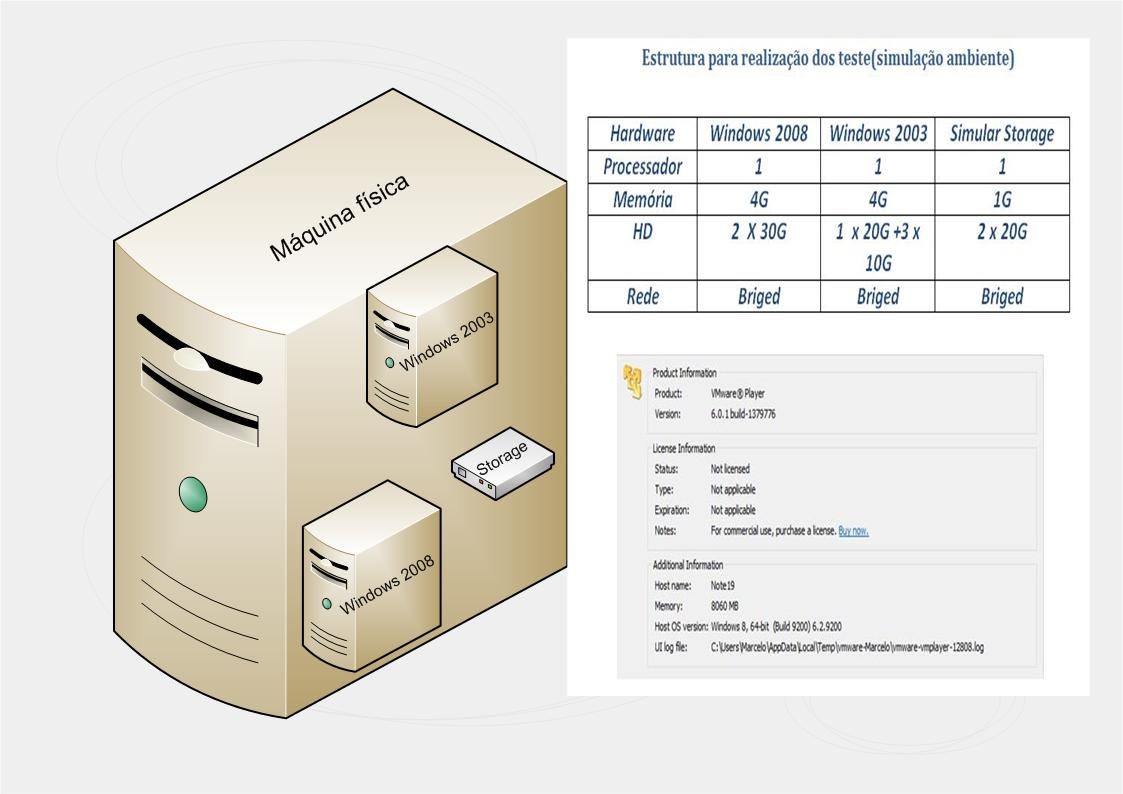 Estrutura para realização dos teste(simulação ambiente)
Hardware Windows 2008 Windows 2003 Simular Storage
Processador 1 1 1
Memória 4G 4G 1G
HD 2 X 30G 1 x 20G +3 x 2 x 20G
10G
Rede Briged Briged Briged
Máquina física
Windows 2003
Storage
Windows 2008
Product Information
Product: VMware® Player
Version: 6.0.1 build-1379776
License Information
Status: Not licensed
Type: Not applicable
Expiration: Not applicable
Notes: For commercial use, purchase a license. Buy now.
Additional Information
Host name: Note19
Memory: 8060 MB
Host OS version: Windows 8, 64-bit (Build 9200) 6.2.9200
UI log file: C:\Users\Marcelo\AppData\Local\Temp\vmware-Marcelo\vmware-vmplayer-12808.log